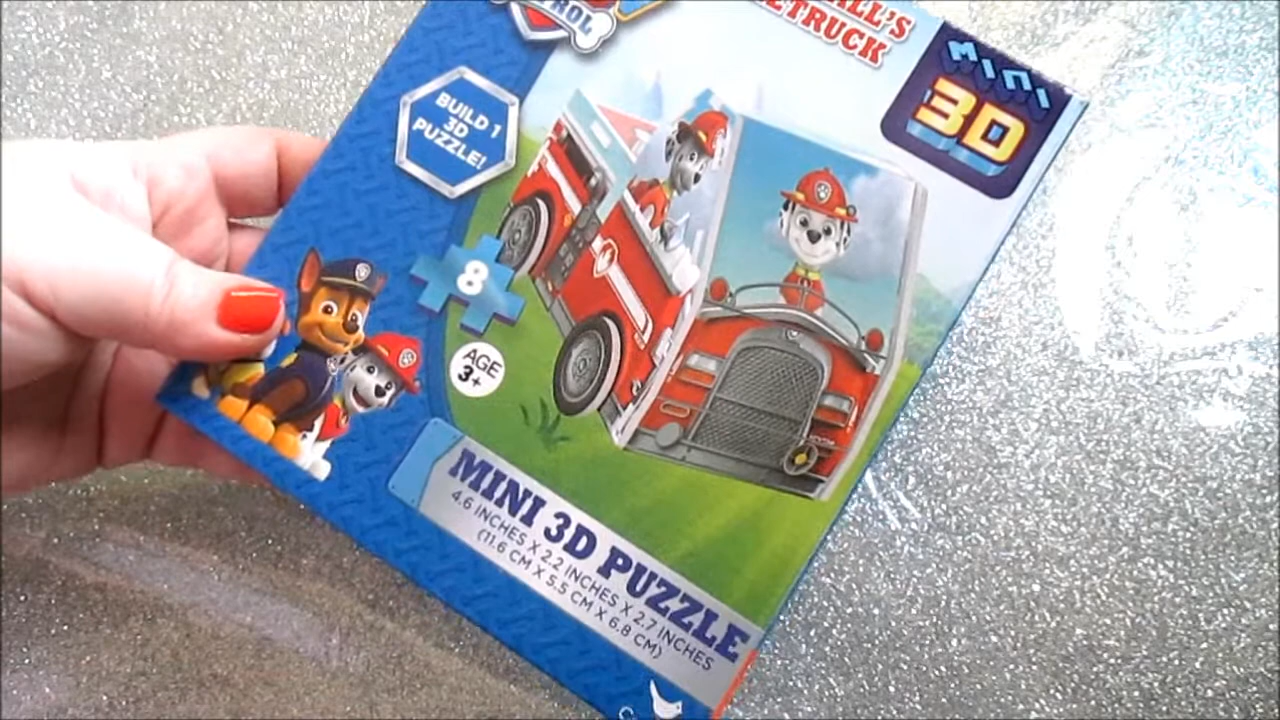 BUILD 1
3D
PUZZLE!
MINI
3D
8
AGE
3+
MINI 3D PUZZLE
4.6 INCHES X 2.2 INCHES X 2.7 INCHES
(11.6 CM X 5.5 CM X 6.8 CM)